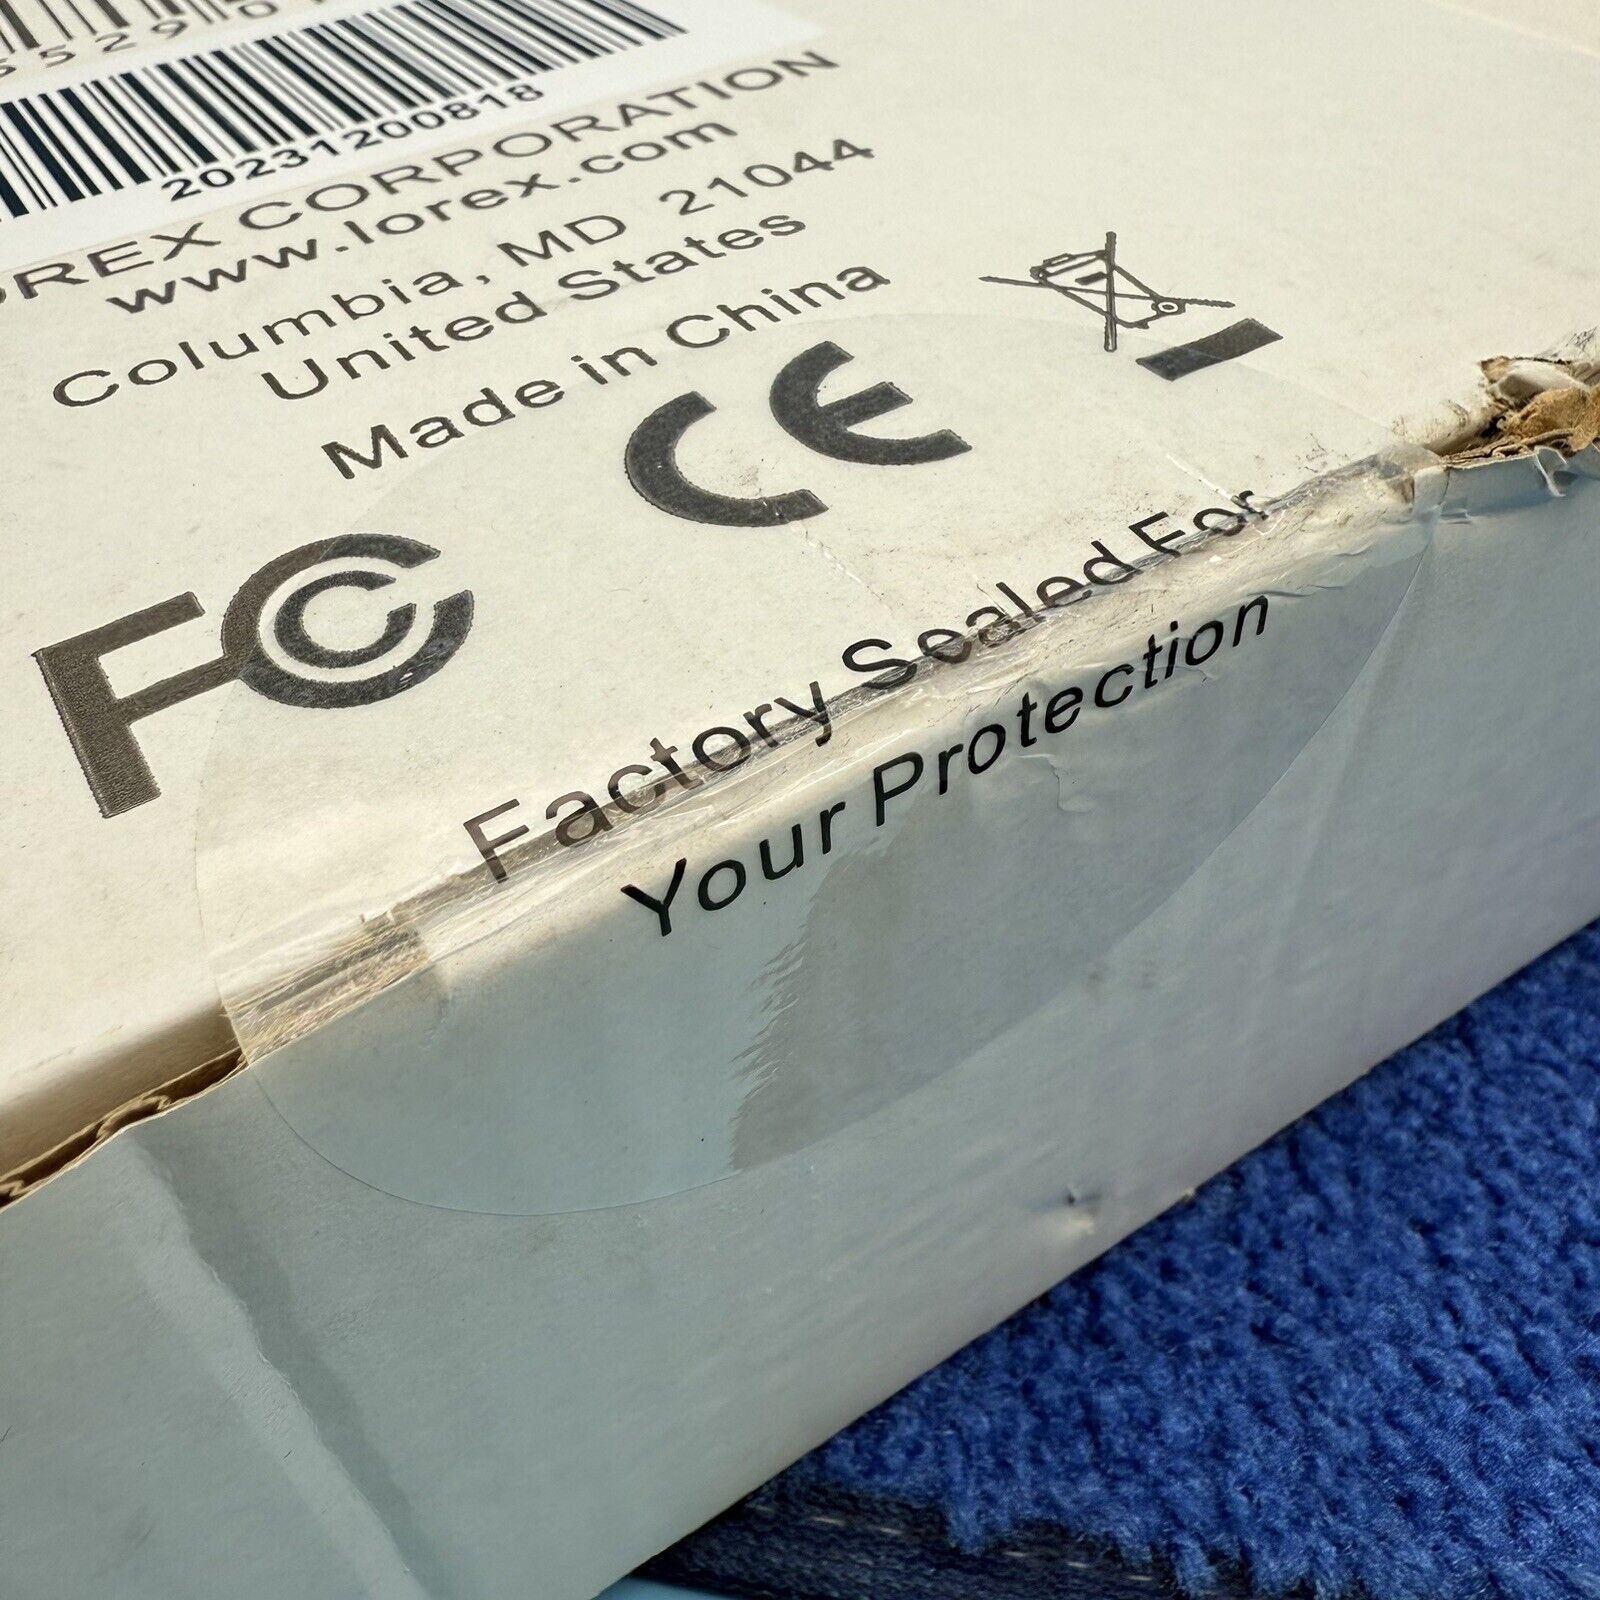 20231200818
LOREX CORPORATION
www.lorex.com
Columbia, MD 21044
United States
Made in China
FC CE
Factory Sealed For
Your Protection